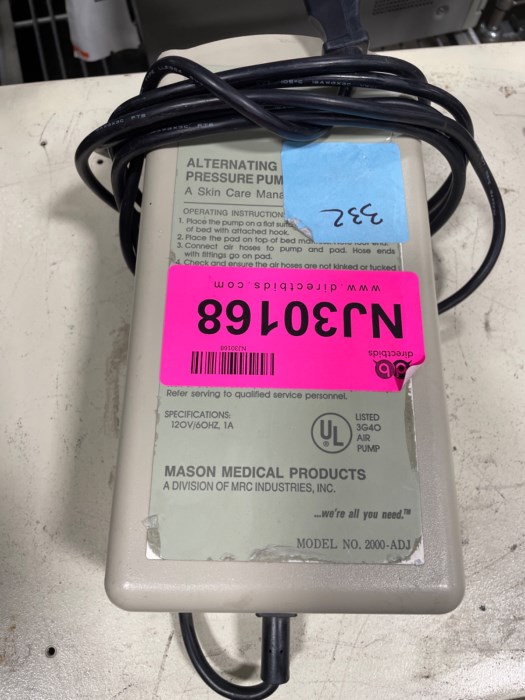 ALTERNATING
PRESSURE PUM
A Skin Care Mana
OPERATING INSTRUCTION
1. Place the pump on a flat
of bed with attached hook.
2. Place the pad on top of bed
3. Connect air hoses to pump and pad. Hose ends
with fittings go on pad.
4. Check and ensure the air hoses are not kinked or tucked
332
www.directbids.com
NJ30168
NJ30168
directbids
Refer serving to qualified service personnel.
SPECIFICATIONS:
120V/60HZ, 1A
UL
LISTED
3G40
AIR
PUMP
MASON MEDICAL PRODUCTS
A DIVISION OF MRC INDUSTRIES, INC.
...we're all you need.™
MODEL NO. 2000-ADJ